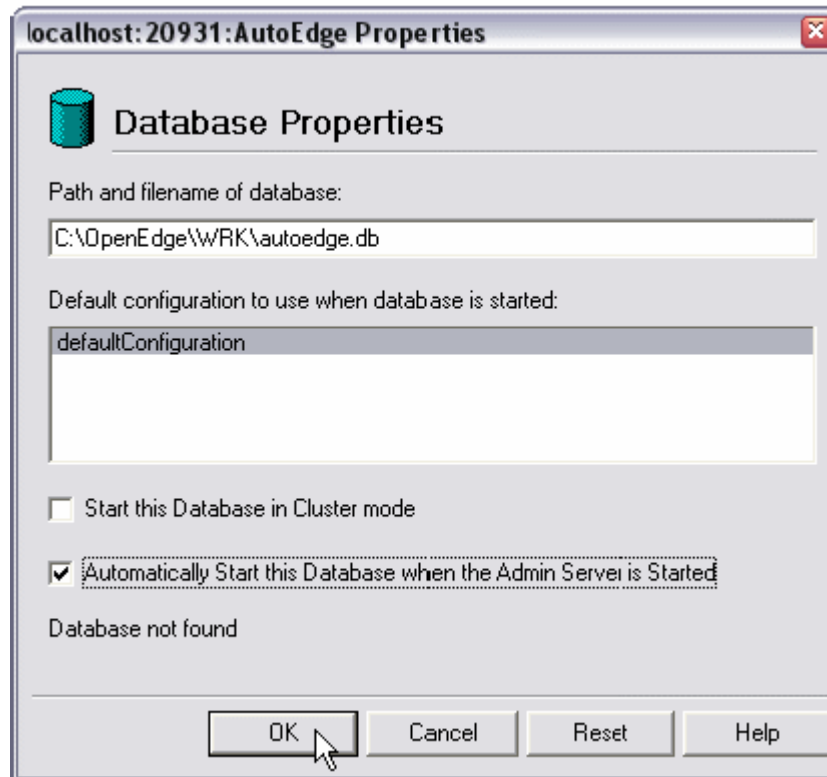 localhost:20931:AutoEdge Properties
Database Properties
Path and filename of database:
C:\OpenEdge\WRK\autoedge.db
Default configuration to use when database is started:
defaultConfiguration
Start this Database in Cluster mode
Automatically Start this Database when the Admin Server is Started
Database not found
OK
Cancel
Reset
Help